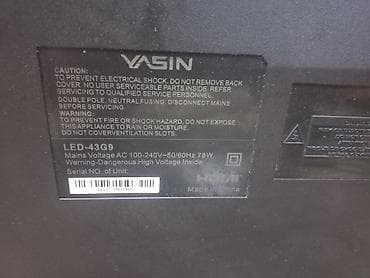 YASIN
CAUTION:
TO PREVENT ELECTRICAL SHOCK. DO NOT REMOVE BACK
COVER. NO USER SERVICEABLE PARTS INSIDE. REFER
SERVICING TO QUALIFIED SERVICING PERSONNEL.
DOUBLE POLE, NEUTRAL FUSING. DISCONNECT MAINS
BEFORE SERVICING
WARNING:
TO PREVENT FIRE OR SHOCK HAZARD, DO NOT EXPOSE
THIS APPLIANCE TO RAIN OR MOISTURE.
DO NOT COVERVENTILATION SLOTS.
LED-43G9
Mains Voltage AC 100-240V~50/60Hz 78W
Warning-Dangerous High Voltage Inside
Serial NO. of Unit:
HDMI
Made in China